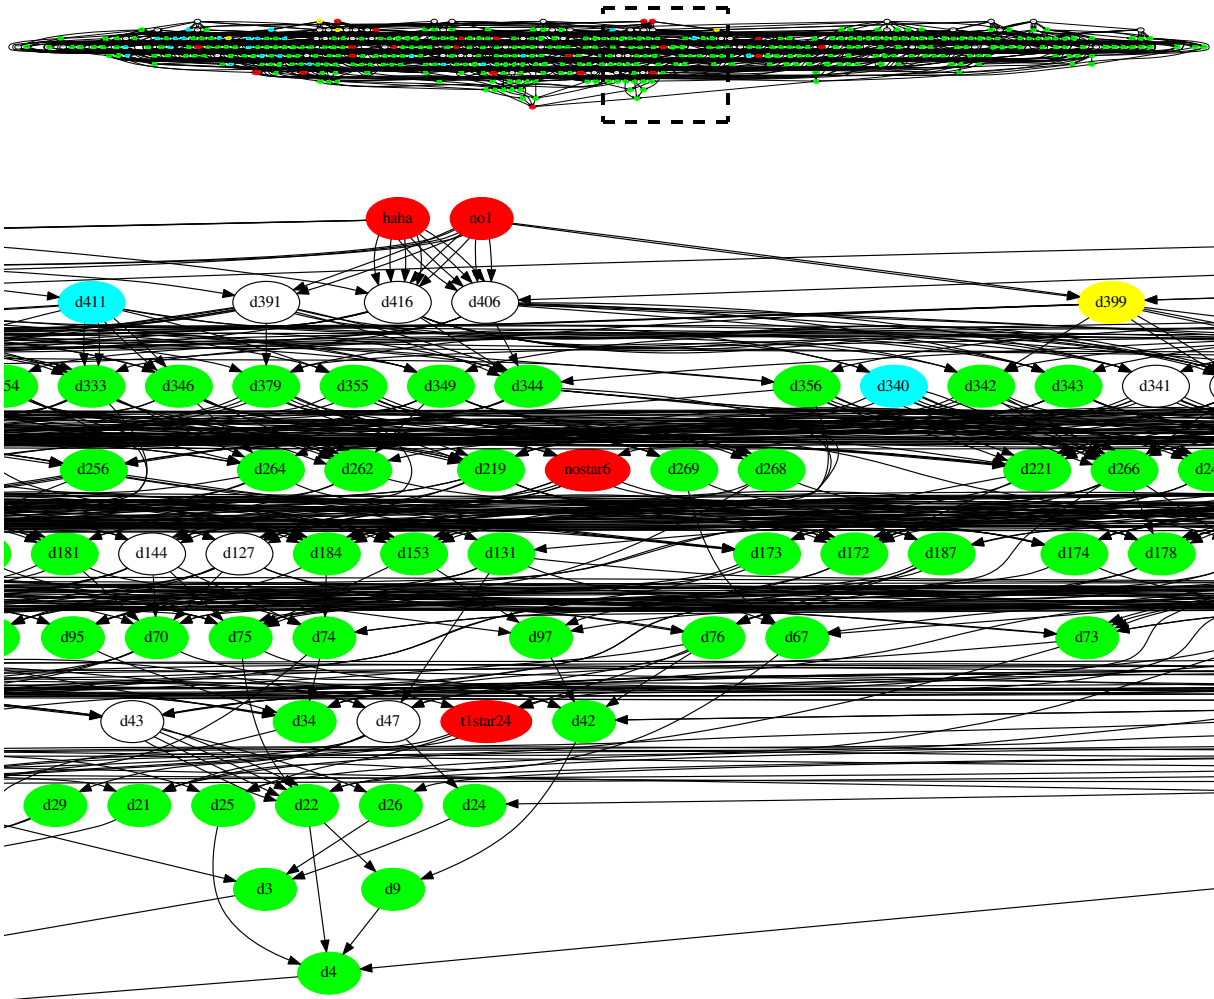 haha no1
d411 d391 d416 d406 d399
54 d333 d346 d379 d355 d349 d344 d356 d340 d342 d343 d341
d256 d264 d262 d219 nostar6 d269 d268 d221 d266 d24
d181 d144 d127 d184 d153 d131 d173 d172 d187 d174 d178
d95 d70 d75 d74 d97 d76 d67 d73
d43 d34 d47 t1star24 d42
d29 d21 d25 d22 d26 d24
d3 d9
d4